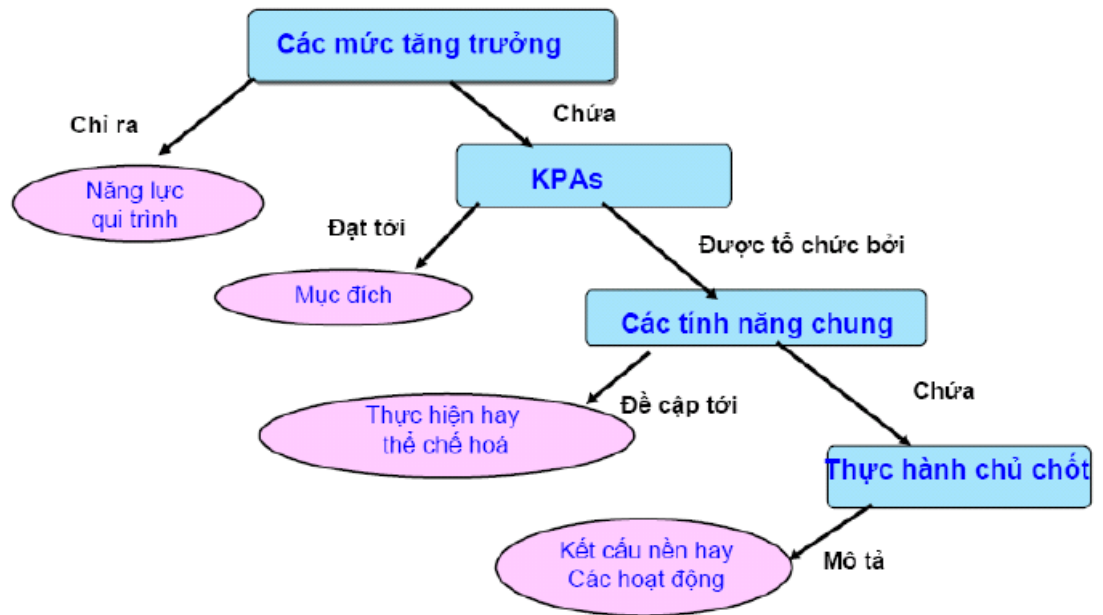 Các mức tăng trưởng
Chỉ ra
Chứa
Năng lực
qui trình
KPAs
Đạt tới
Được tổ chức bởi
Mục đích
Các tính năng chung
Thực hiện hay
thể chế hoá
Đề cập tới
Chứa
Thực hành chủ chốt
Kết cấu nền hay
Các hoạt động
Mô tả